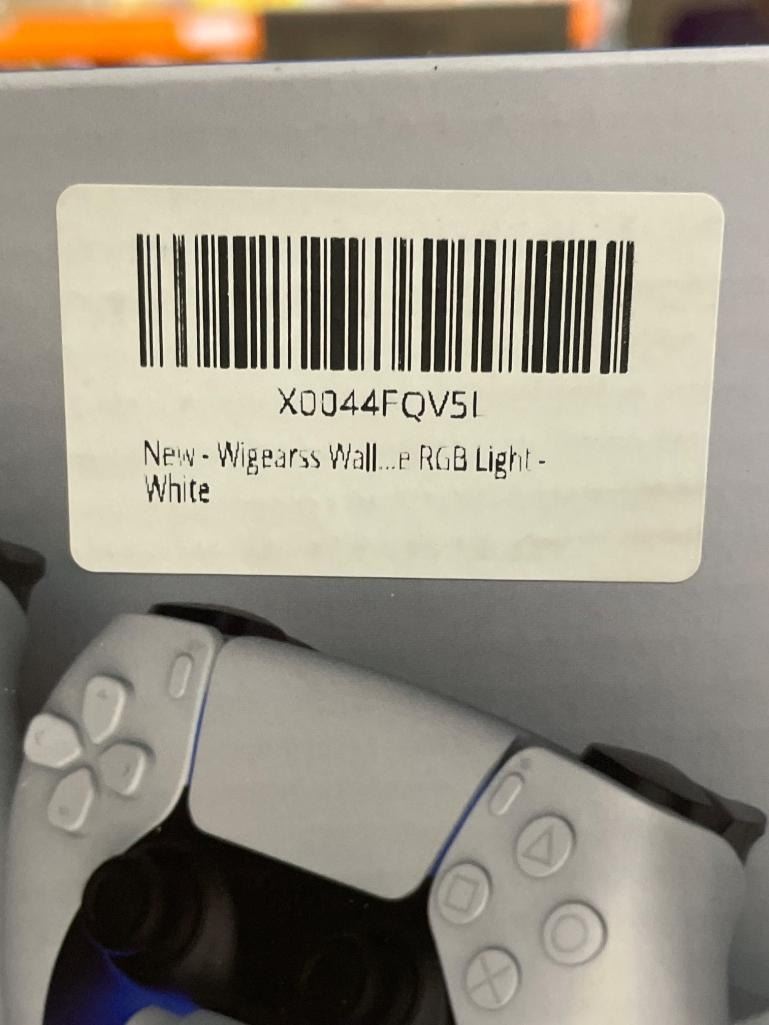 X0044FQV5L
New - Wigearss Wall...e RGB Light -
White